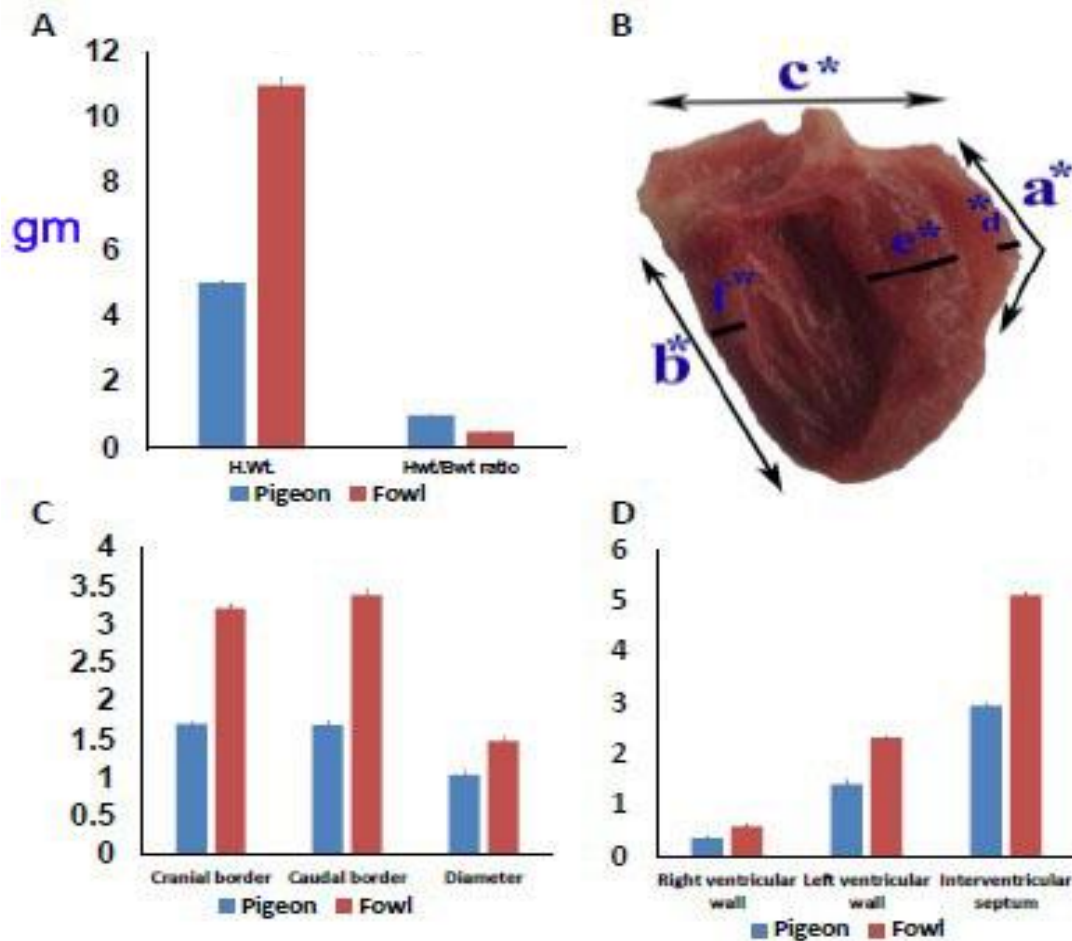 A
12
10
8
gm
6
4
2
0
H.Wt.
Hwt/Bwt ratio
Pigeon
Fowl
B
c*
a*
*d
e*
f*
b*
C
4
3.5
3
2.5
2
1.5
1
0.5
0
Cranial border
Caudal border
Diameter
Pigeon
Fowl
D
6
5
4
3
2
1
0
Right ventricular
wall
Left ventricular
wall
Interventricular
septum
Pigeon
Fowl